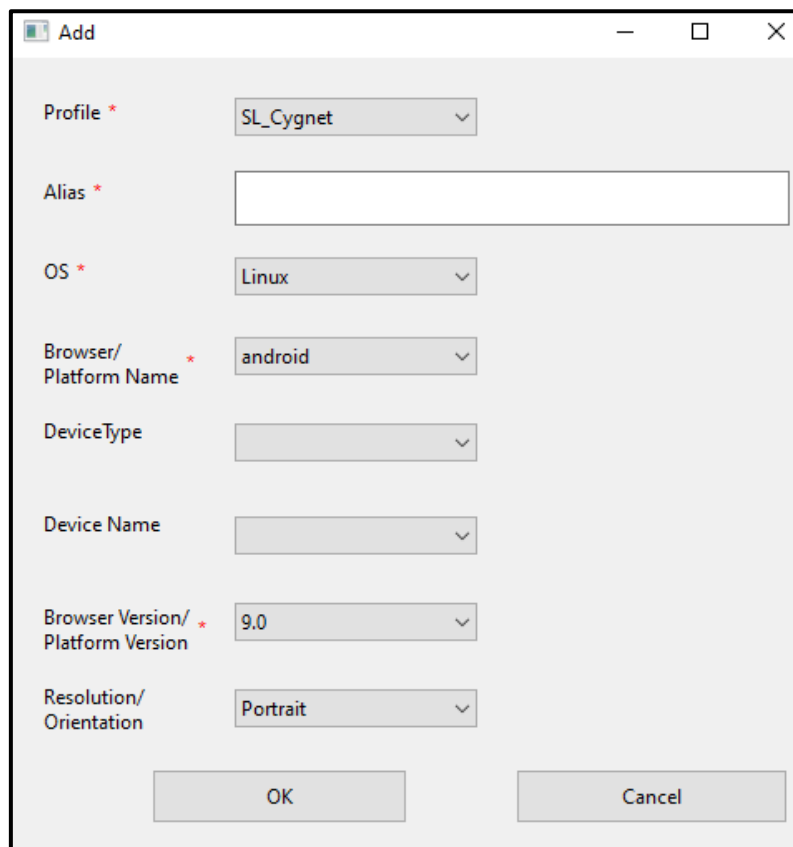 Add
Profile * SL_Cygnet
Alias *
OS * Linux
Browser/
Platform Name * android
DeviceType
Device Name
Browser Version/
Platform Version * 9.0
Resolution/
Orientation Portrait
OK Cancel